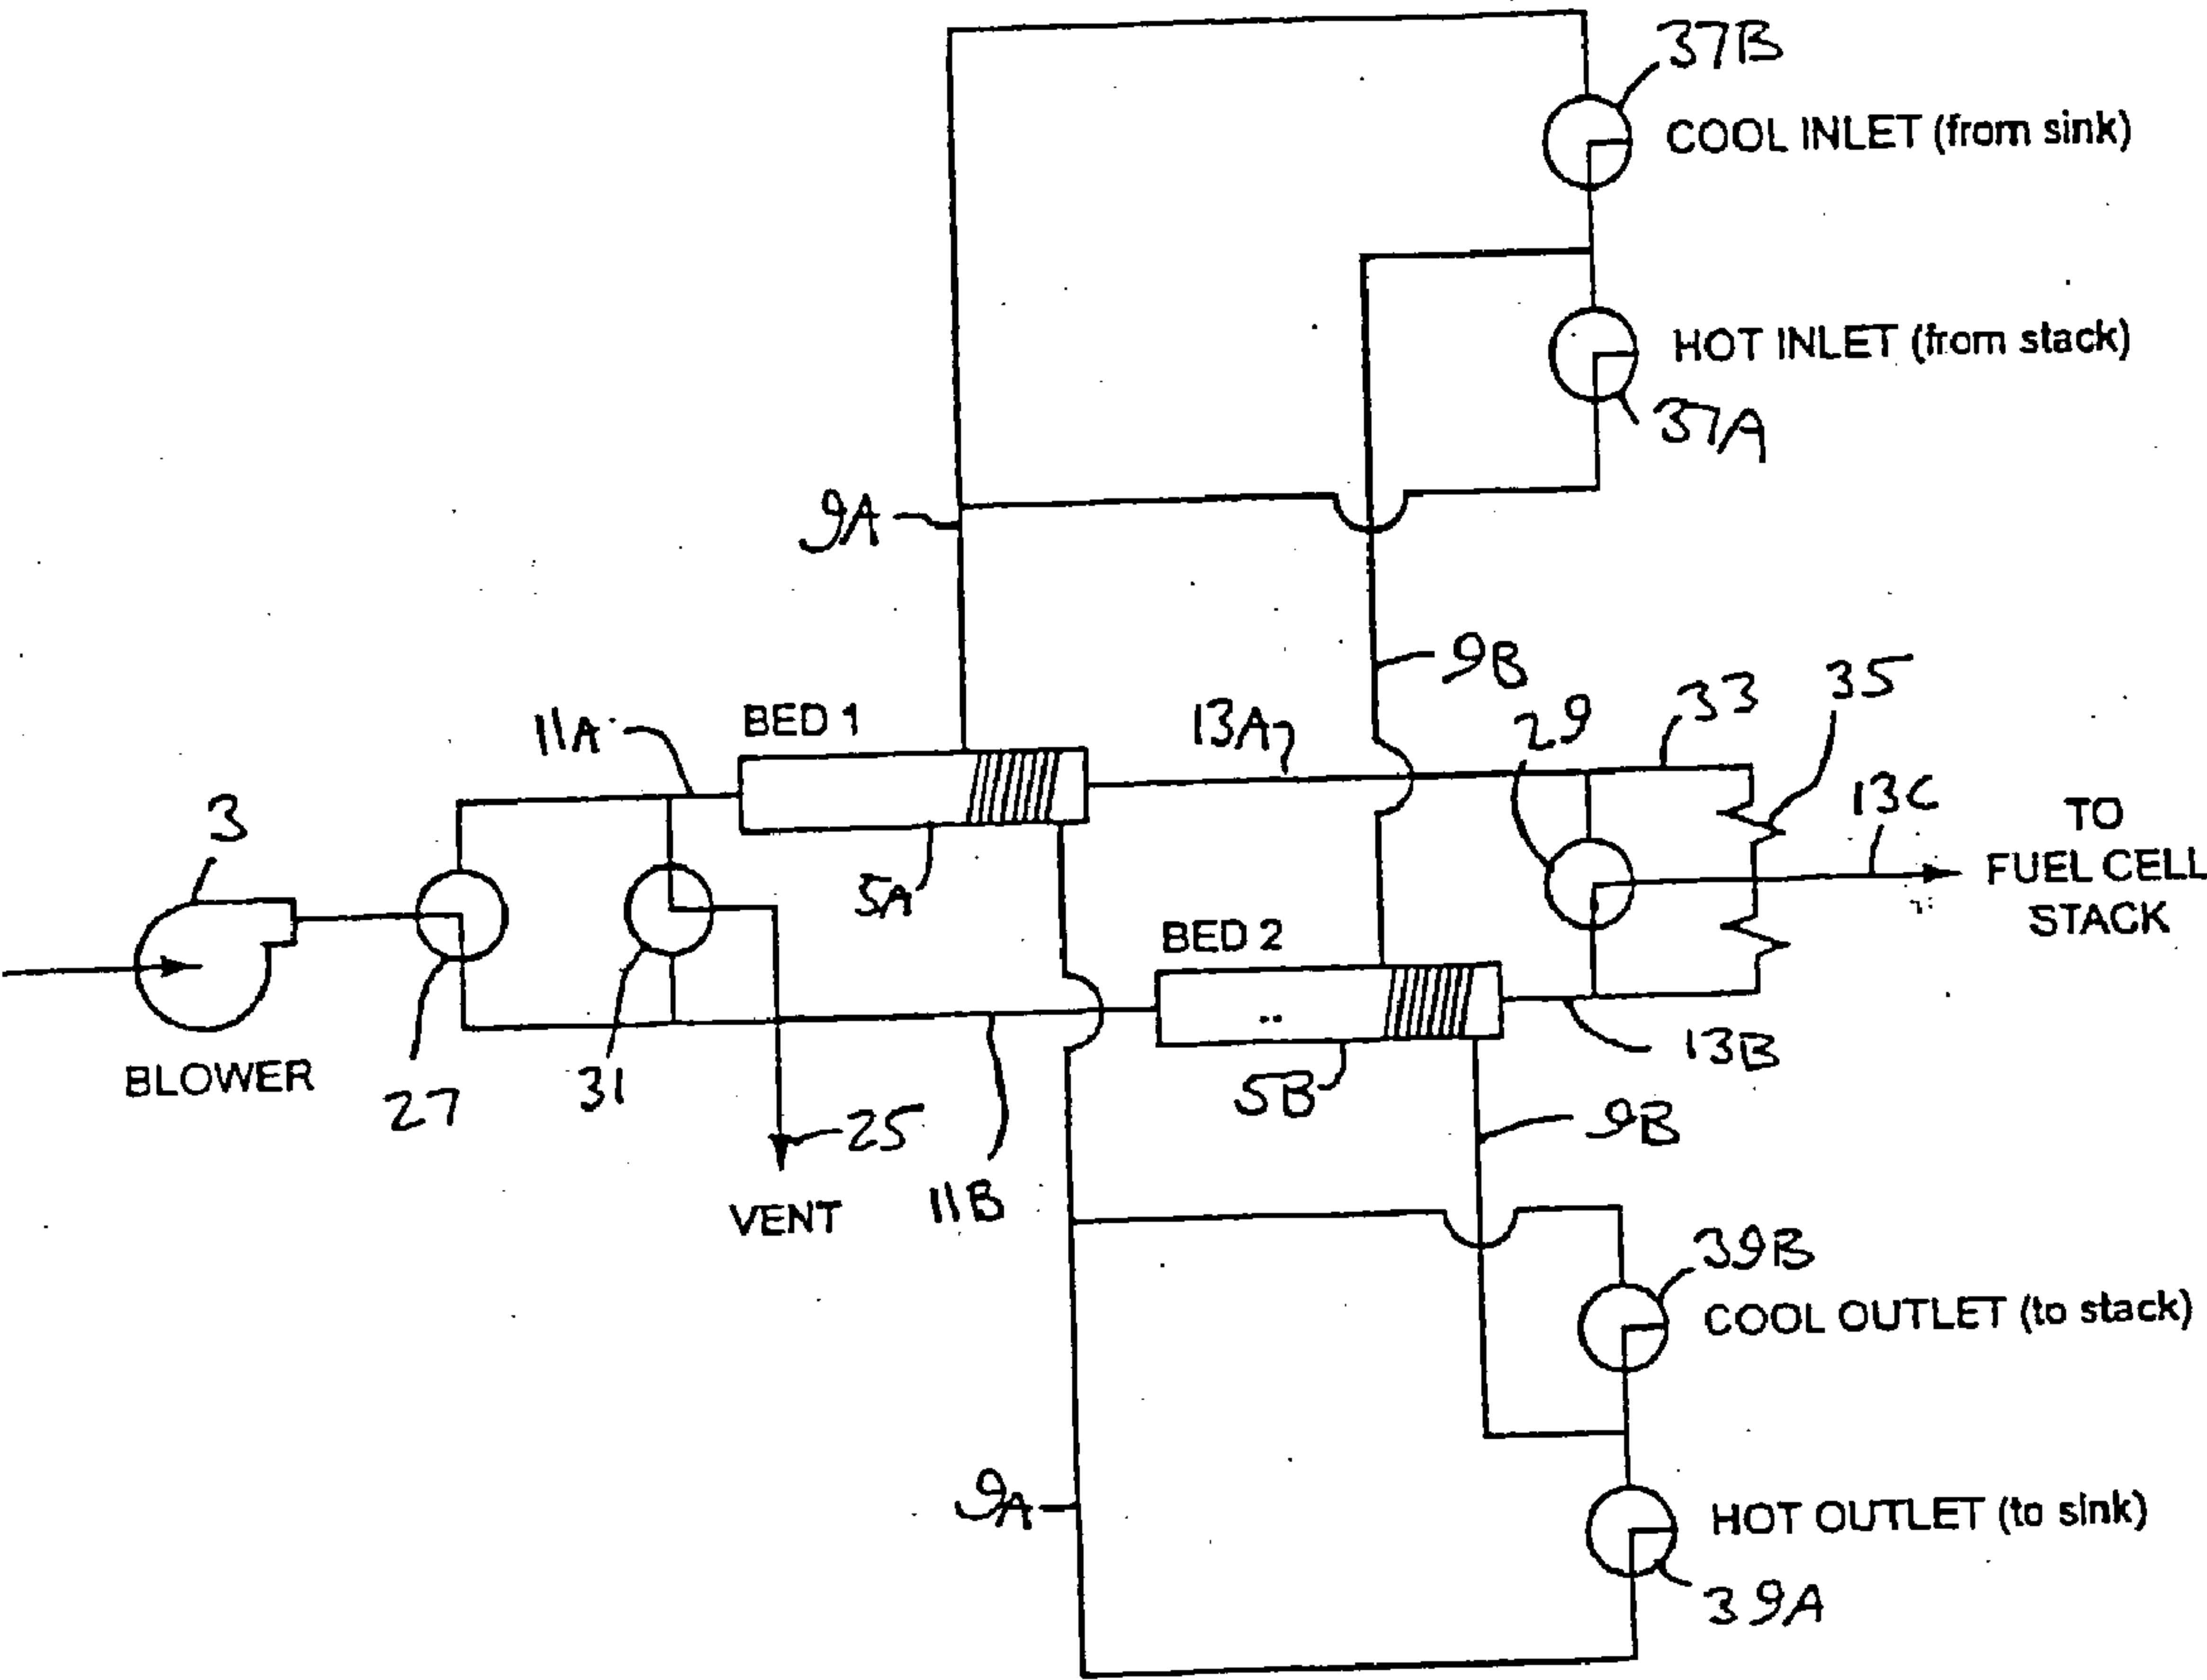 37B
COOL INLET (from sink)
HOT INLET (from stack)
37A
9A
9B
35
33
29
13A
BED 1
11A
13C
3
TO
FUEL CELL
STACK
5A
BED 2
13B
BLOWER
27
31
5B
25
9B
11B
VENT
39B
COOL OUTLET (to stack)
9A
HOT OUTLET (to sink)
39A